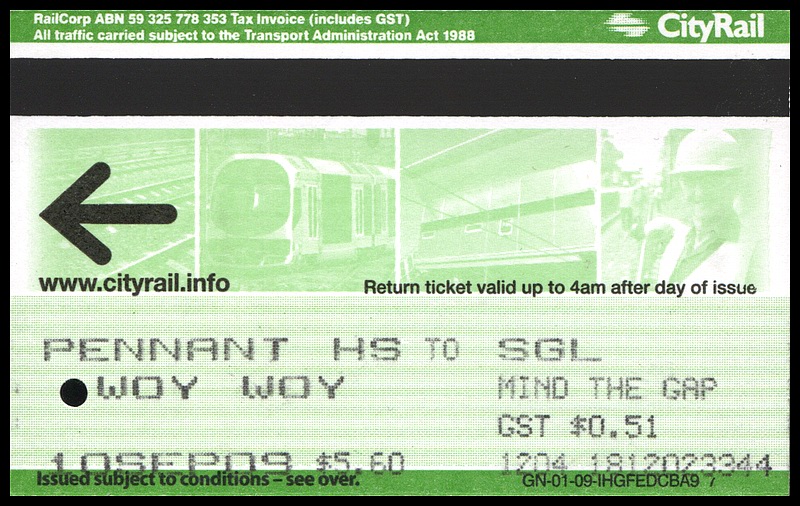 RailCorp ABN 59 325 778 353 Tax Invoice (includes GST)
All traffic carried subject to the Transport Administration Act 1988
CityRail
www.cityrail.info
Return ticket valid up to 4am after day of issue
PENNANT HS TO SGL
WOY WOY MIND THE GAP
GST $0.51
10SEP09 $5.60 1204 1812023944
Issued subject to conditions – see over.
GN-01-09-IHGFEDCBA9 7